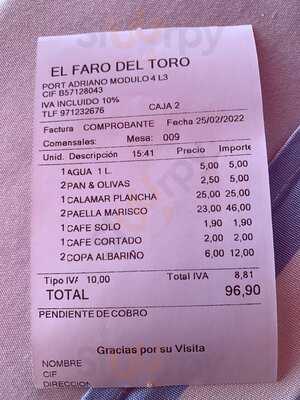 EL FARO DEL TORO
PORT ADRIANO MODULO 4 L3
CIF B57128043
IVA INCLUIDO 10%
TLF 971232676 CAJA 2
Factura COMPROBANTE Fecha 25/02/2022
Comensales: Mesa: 009
Unid. Descripción 15:41 Precio Importe
1 AGUA 1 L. 5,00 5,00
2 PAN & OLIVAS 2,50 5,00
1 CALAMAR PLANCHA 25,00 25,00
2 PAELLA MARISCO 23,00 46,00
1 CAFE SOLO 1,90 1,90
1 CAFE CORTADO 2,00 2,00
2 COPA ALBARIÑO 6,00 12,00
Tipo IVA 10,00 Total IVA 8,81
TOTAL 96,90
PENDIENTE DE COBRO
Gracias por su Visita
NOMBRE
CIF
DIRECCION